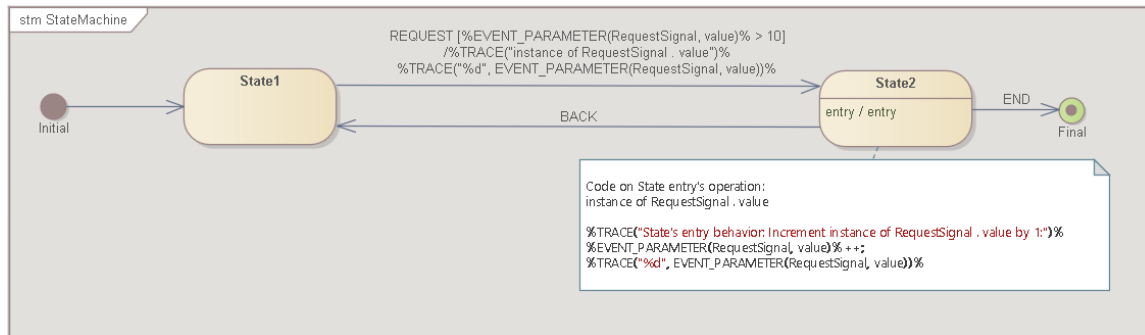 stm StateMachine
REQUEST [%EVENT_PARAMETER(RequestSignal, value)% > 10]
/%TRACE("instance of RequestSignal . value")%
%TRACE("%d", EVENT_PARAMETER(RequestSignal, value))%
State1
State2
entry / entry
END
BACK
Initial
Final
Code on State entry's operation:
instance of RequestSignal . value
%TRACE("State's entry behavior: Increment instance of RequestSignal . value by 1:")%
%EVENT_PARAMETER(RequestSignal, value)% ++;
%TRACE("%d", EVENT_PARAMETER(RequestSignal, value))%